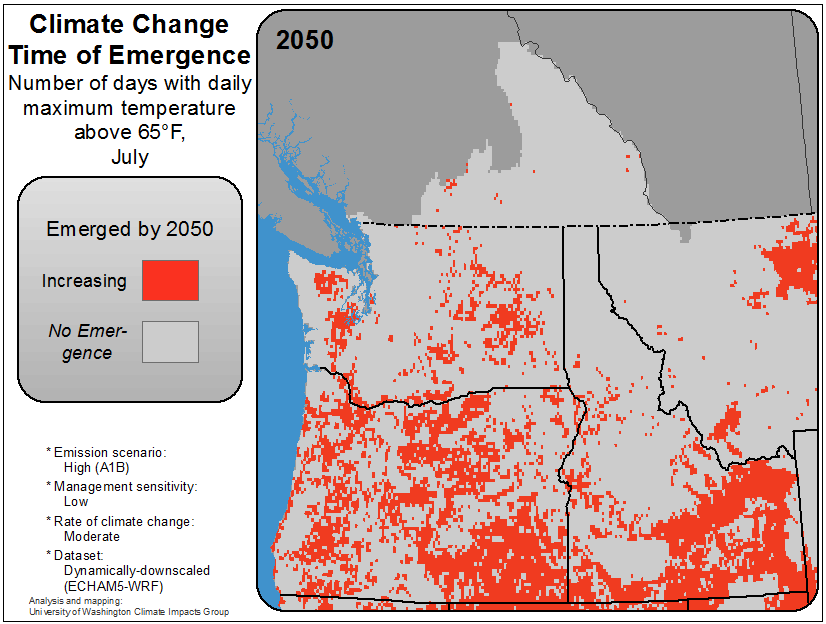 Climate Change
Time of Emergence
Number of days with daily
maximum temperature
above 65°F,
July
2050
Emerged by 2050
Increasing
No Emer-
gence
* Emission scenario:
High (A1B)
* Management sensitivity:
Low
* Rate of climate change:
Moderate
* Dataset:
Dynamically-downscaled
(ECHAM5-WRF)
Analysis and mapping:
University of Washington Climate Impacts Group